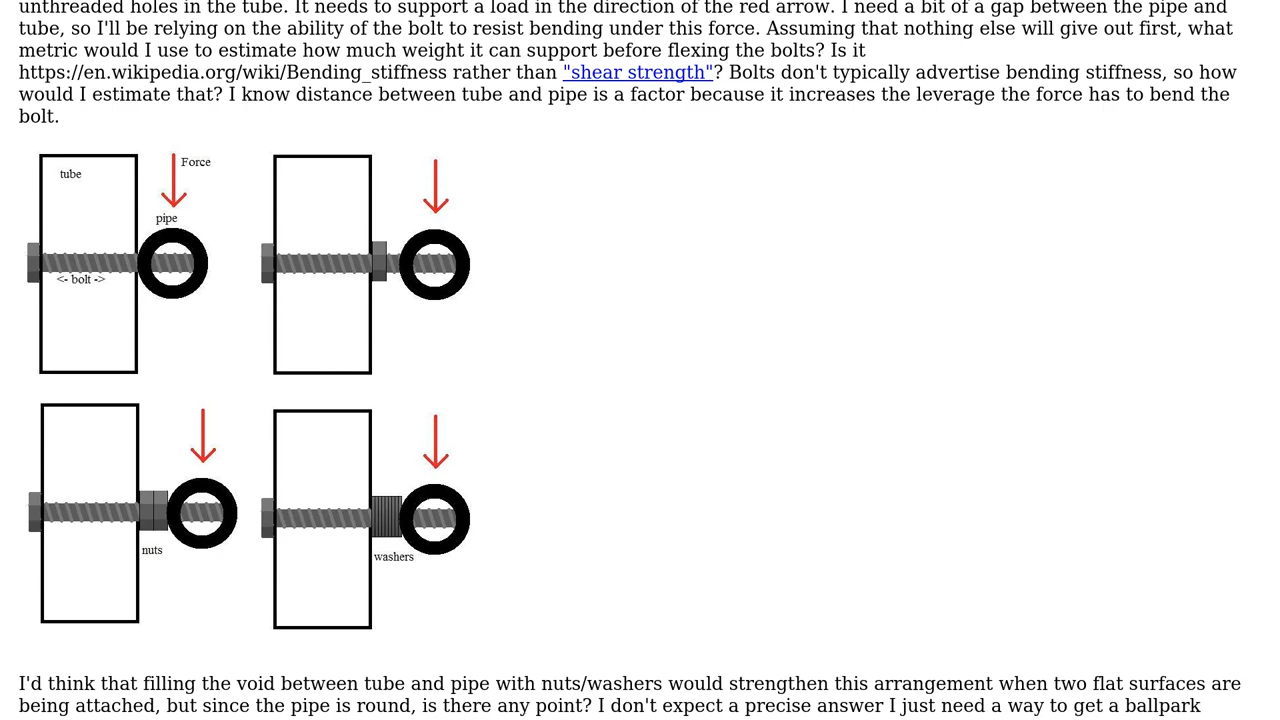 unthreaded holes in the tube. It needs to support a load in the direction of the red arrow. I need a bit of a gap between the pipe and
tube, so I'll be relying on the ability of the bolt to resist bending under this force. Assuming that nothing else will give out first, what
metric would I use to estimate how much weight it can support before flexing the bolts? Is it
https://en.wikipedia.org/wiki/Bending_stiffness rather than "shear strength"? Bolts don't typically advertise bending stiffness, so how
would I estimate that? I know distance between tube and pipe is a factor because it increases the leverage the force has to bend the
bolt.
Force
tube
pipe
<- bolt ->
nuts
washers
I'd think that filling the void between tube and pipe with nuts/washers would strengthen this arrangement when two flat surfaces are
being attached, but since the pipe is round, is there any point? I don't expect a precise answer I just need a way to get a ballpark